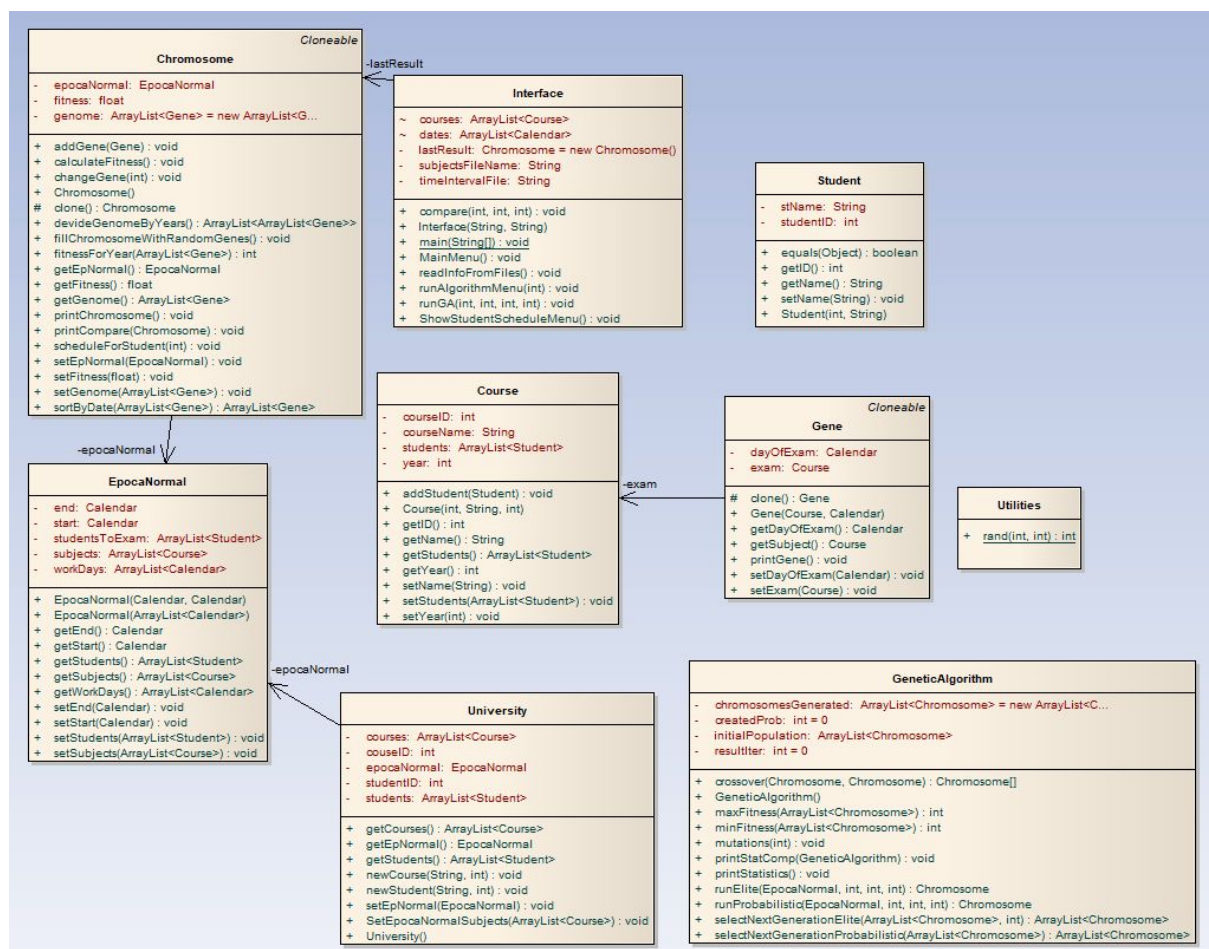 Cloneable
Chromosome
- epocaNormal: EpocaNormal
- fitness: float
- genome: ArrayList<Gene> = new ArrayList<G...
+ addGene(Gene) : void
+ calculateFitness() : void
+ changeGene(int) : void
+ Chromosome()
# clone() : Chromosome
+ devideGenomeByYears() : ArrayList<ArrayList<Gene>>
+ fillChromosomeWithRandomGenes() : void
+ fitnessForYear(ArrayList<Gene>) : int
+ getEpNormal() : EpocaNormal
+ getFitness() : float
+ getGenome() : ArrayList<Gene>
+ printChromosome() : void
+ printCompare(Chromosome) : void
+ scheduleForStudent(int) : void
+ setEpNormal(EpocaNormal) : void
+ setFitness(float) : void
+ setGenome(ArrayList<Gene>) : void
+ sortByDate(ArrayList<Gene>) : ArrayList<Gene>
-lastResult
Interface
~ courses: ArrayList<Course>
~ dates: ArrayList<Calendar>
- lastResult: Chromosome = new Chromosome()
- subjectsFileName: String
- timeIntervalFile: String
+ compare(int, int, int) : void
+ Interface(String, String)
+ main(String[]) : void
+ MainMenu() : void
+ readInfoFromFiles() : void
+ runAlgorithmMenu(int) : void
+ runGA(int, int, int, int) : void
+ ShowStudentScheduleMenu() : void
Student
- stName: String
- studentID: int
+ equals(Object) : boolean
+ getID() : int
+ getName() : String
+ setName(String) : void
+ Student(int, String)
-epocaNormal
EpocaNormal
- end: Calendar
- start: Calendar
- studentsToExam: ArrayList<Student>
- subjects: ArrayList<Course>
- workDays: ArrayList<Calendar>
+ EpocaNormal(Calendar, Calendar)
+ EpocaNormal(ArrayList<Calendar>)
+ getEnd() : Calendar
+ getStart() : Calendar
+ getStudents() : ArrayList<Student>
+ getSubjects() : ArrayList<Course>
+ getWorkDays() : ArrayList<Calendar>
+ setEnd(Calendar) : void
+ setStart(Calendar) : void
+ setStudents(ArrayList<Student>) : void
+ setSubjects(ArrayList<Course>) : void
Course
- courseID: int
- courseName: String
- students: ArrayList<Student>
- year: int
+ addStudent(Student) : void
+ Course(int, String, int)
+ getID() : int
+ getName() : String
+ getStudents() : ArrayList<Student>
+ getYear() : int
+ setName(String) : void
+ setStudents(ArrayList<Student>) : void
+ setYear(int) : void
-exam
Cloneable
Gene
- dayOfExam: Calendar
- exam: Course
# clone() : Gene
+ Gene(Course, Calendar)
+ getDayOfExam() : Calendar
+ getSubject() : Course
+ printGene() : void
+ setDayOfExam(Calendar) : void
+ setExam(Course) : void
Utilities
+ rand(int, int) : int
-epocaNormal
University
- courses: ArrayList<Course>
- couseID: int
- epocaNormal: EpocaNormal
- studentID: int
- students: ArrayList<Student>
+ getCourses() : ArrayList<Course>
+ getEpNormal() : EpocaNormal
+ getStudents() : ArrayList<Student>
+ newCourse(String, int) : void
+ newStudent(String, int) : void
+ setEpNormal(EpocaNormal) : void
+ SetEpocaNormalSubjects(ArrayList<Course>) : void
+ University()
GeneticAlgorithm
- chromosomesGenerated: ArrayList<Chromosome> = new ArrayList<C...
- createdProb: int = 0
- initialPopulation: ArrayList<Chromosome>
- resultIter: int = 0
+ crossover(Chromosome, Chromosome) : Chromosome[]
+ GeneticAlgorithm()
+ maxFitness(ArrayList<Chromosome>) : int
+ minFitness(ArrayList<Chromosome>) : int
+ mutations(int) : void
+ printStatComp(GeneticAlgorithm) : void
+ printStatistics() : void
+ runElite(EpocaNormal, int, int, int) : Chromosome
+ runProbabilistic(EpocaNormal, int, int, int) : Chromosome
+ selectNextGenerationElite(ArrayList<Chromosome>, int) : ArrayList<Chromosome>
+ selectNextGenerationProbabilistic(ArrayList<Chromosome>) : ArrayList<Chromosome>